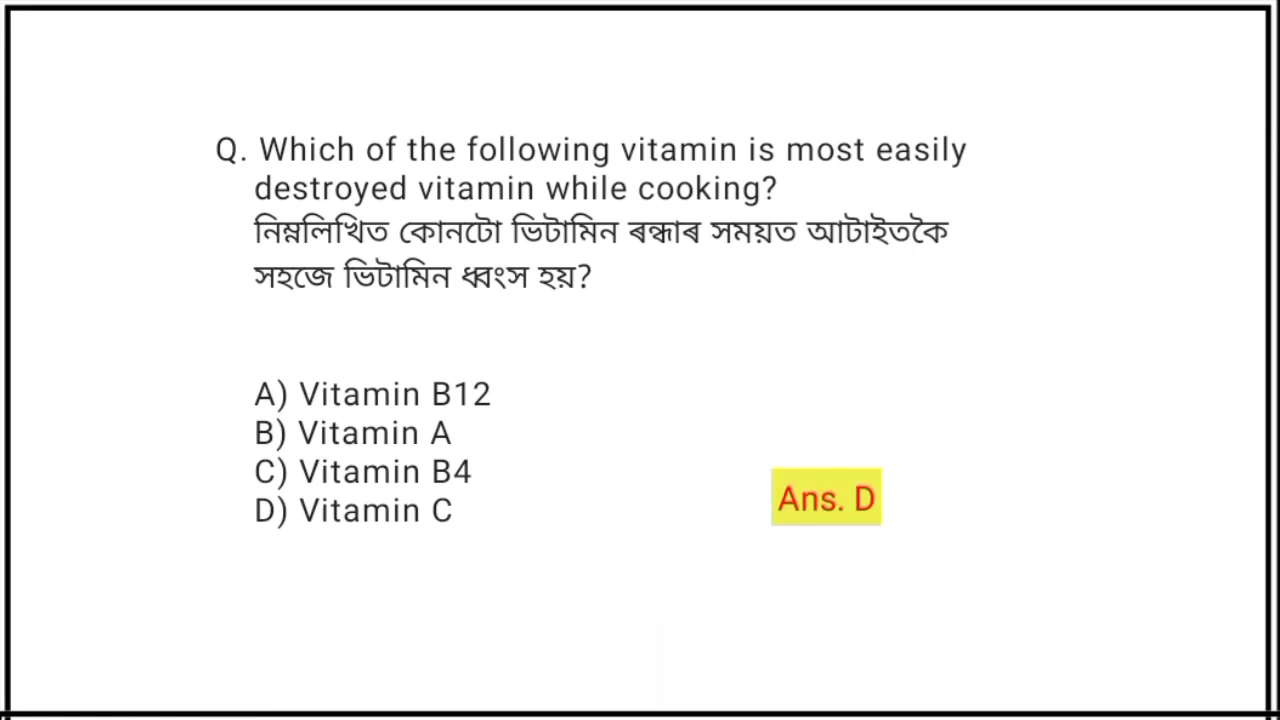 Q. Which of the following vitamin is most easily
destroyed vitamin while cooking?
নিম্নলিখিত কোনটো ভিটামিন ৰন্ধাৰ সময়ত আটাইতকৈ
সহজে ভিটামিন ধ্বংস হয়?
A) Vitamin B12
B) Vitamin A
C) Vitamin B4
D) Vitamin C
Ans. D